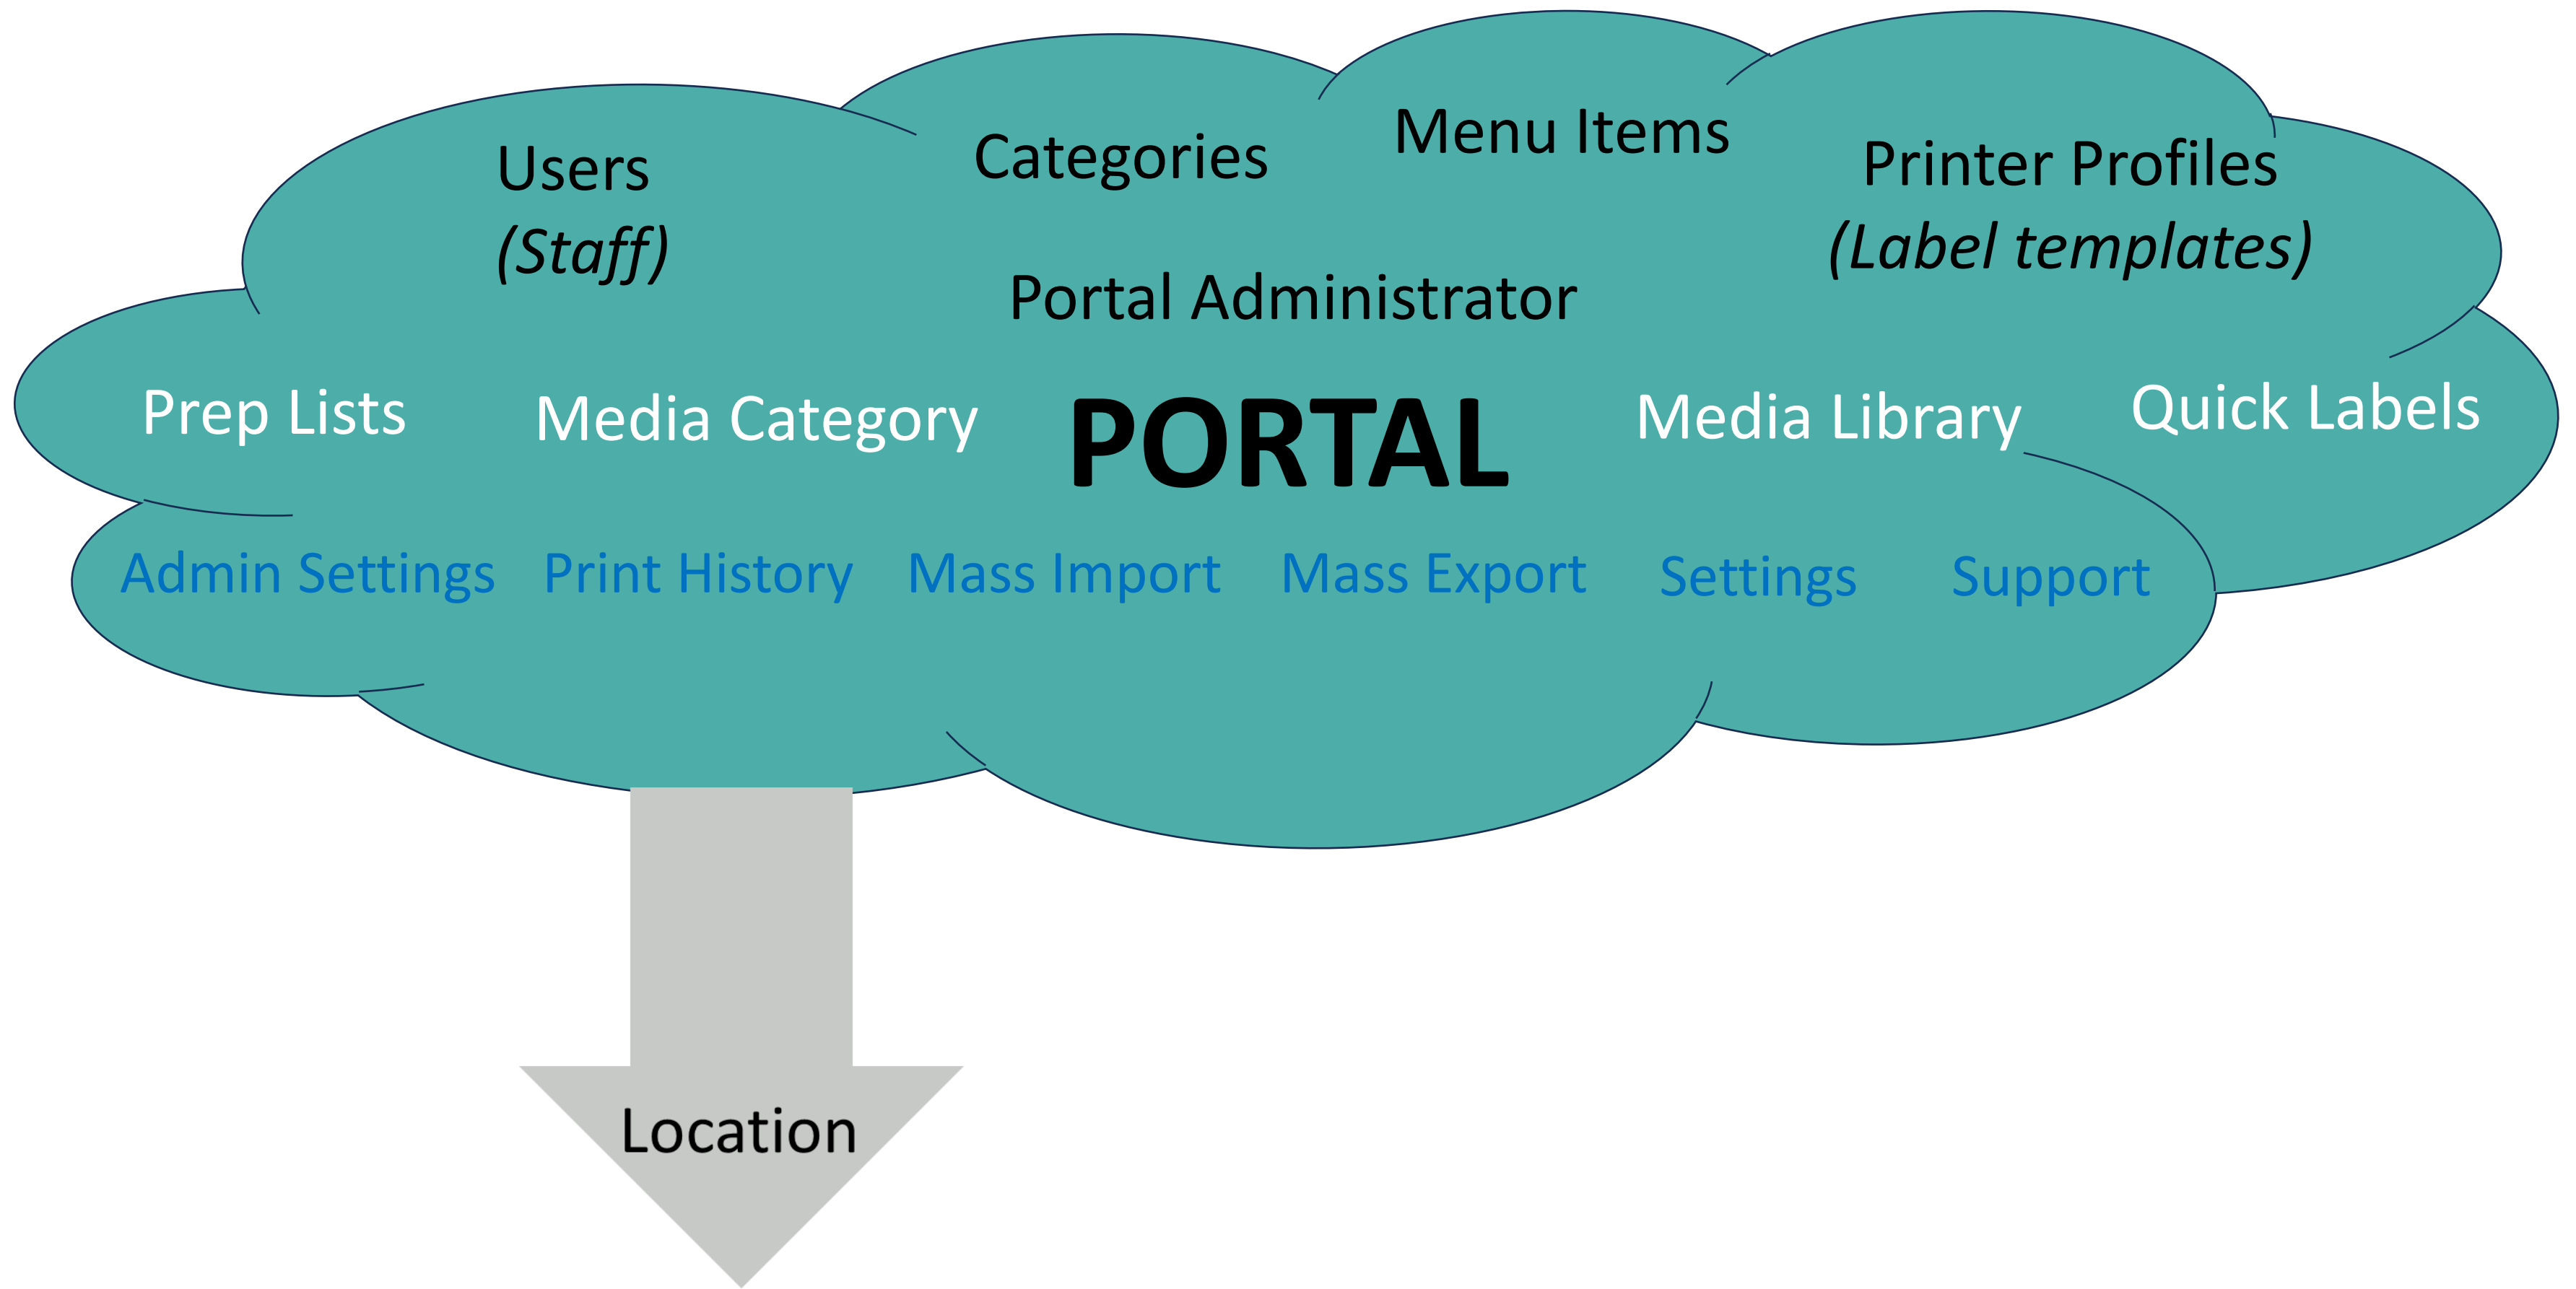 Users
(Staff)
Categories
Menu Items
Printer Profiles
(Label templates)
Portal Administrator
Prep Lists
Media Category
PORTAL
Media Library
Quick Labels
Admin Settings
Print History
Mass Import
Mass Export
Settings
Support
Location